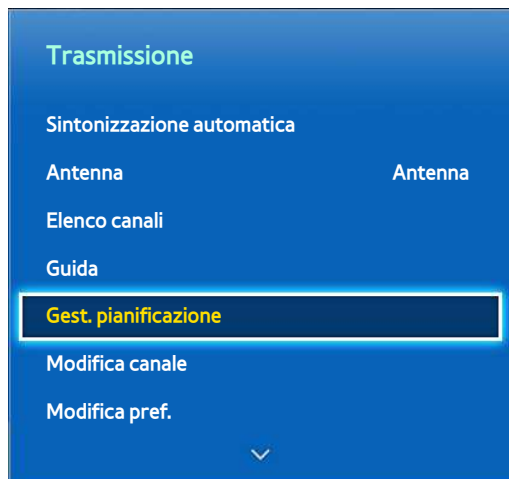 Trasmissione
Sintonizzazione automatica
Antenna Antenna
Elenco canali
Guida
Gest. pianificazione
Modifica canale
Modifica pref.